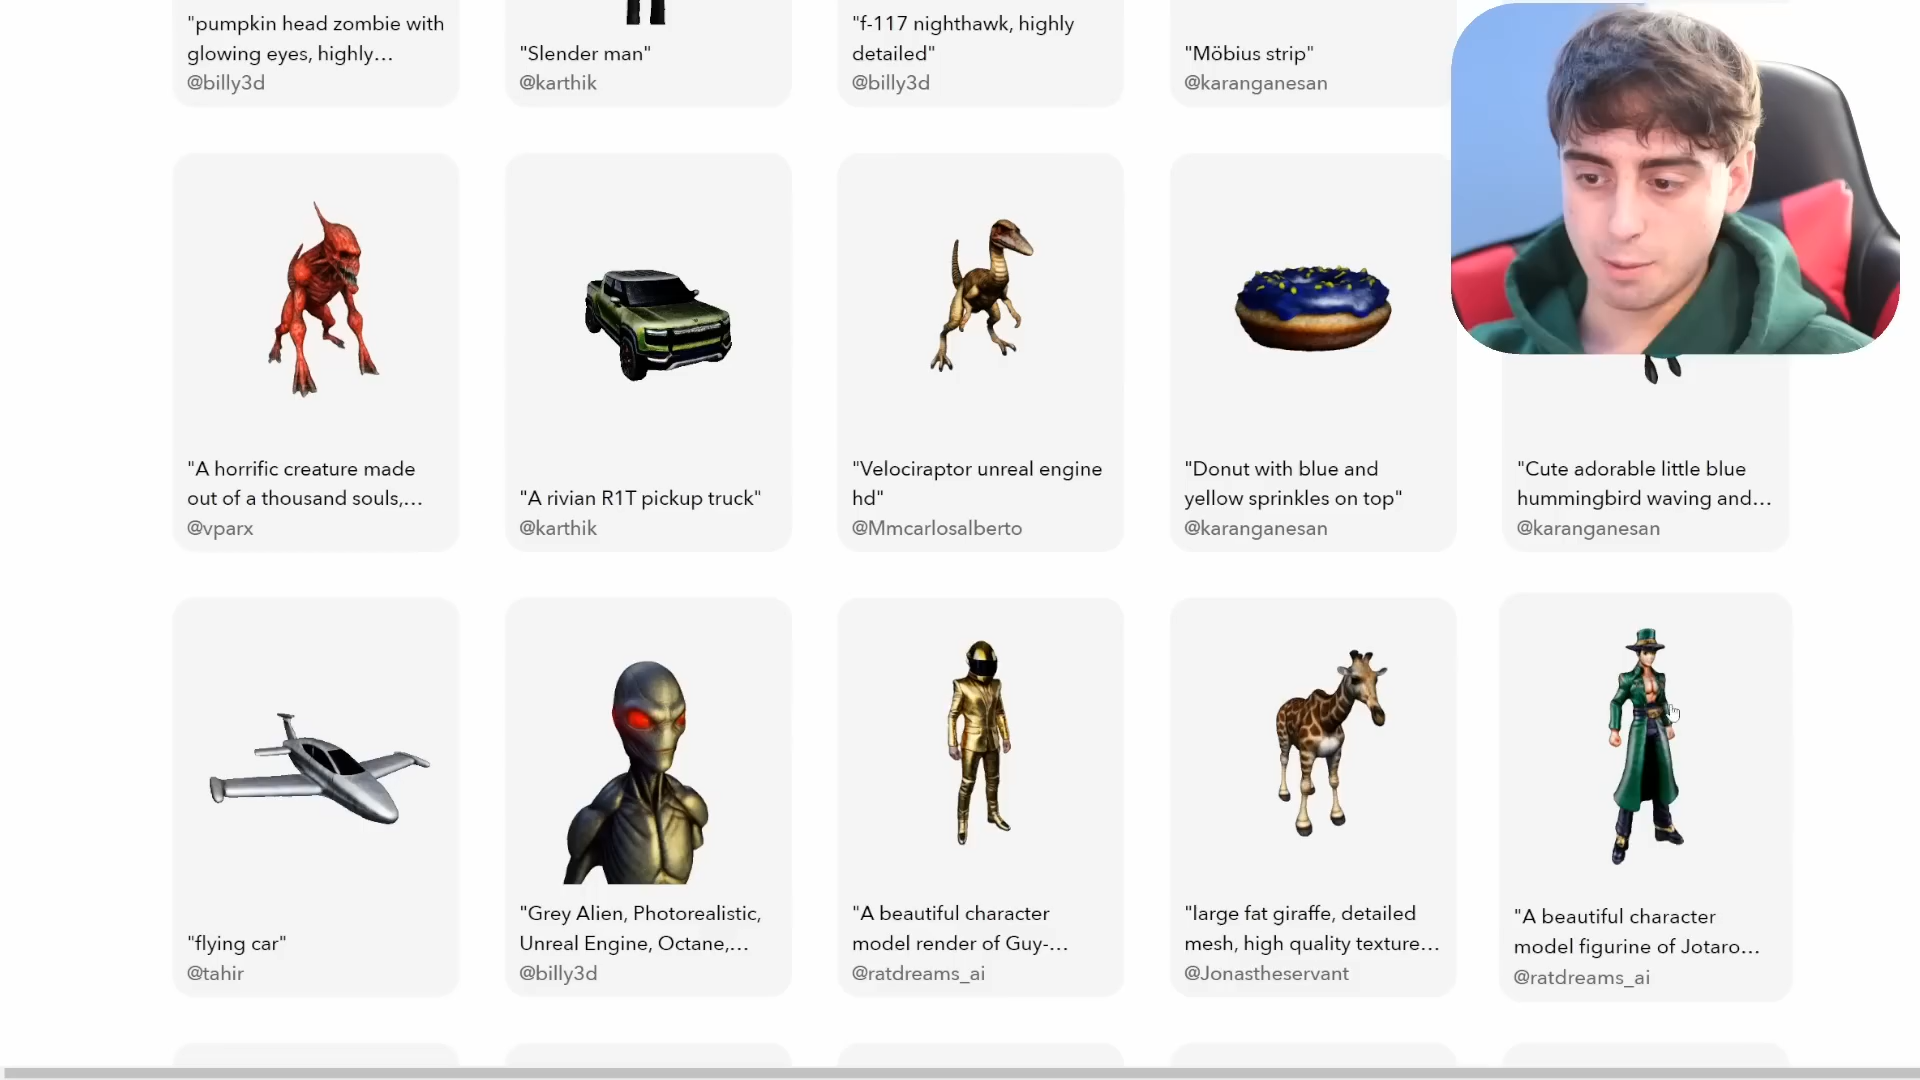 "pumpkin head zombie with
glowing eyes, highly...
@billy3d
"Slender man"
@karthik
"f-117 nighthawk, highly
detailed"
@billy3d
"Möbius strip"
@karanganesan
"A horrific creature made
out of a thousand souls,...
@vparx
"A rivian R1T pickup truck"
@karthik
"Velociraptor unreal engine
hd"
@Mmcarlosalberto
"Donut with blue and
yellow sprinkles on top"
@karanganesan
"Cute adorable little blue
hummingbird waving and...
@karanganesan
"flying car"
@tahir
"Grey Alien, Photorealistic,
Unreal Engine, Octane,...
@billy3d
"A beautiful character
model render of Guy-...
@ratdreams_ai
"large fat giraffe, detailed
mesh, high quality texture...
@Jonastheservant
"A beautiful character
model figurine of Jotaro...
@ratdreams_ai